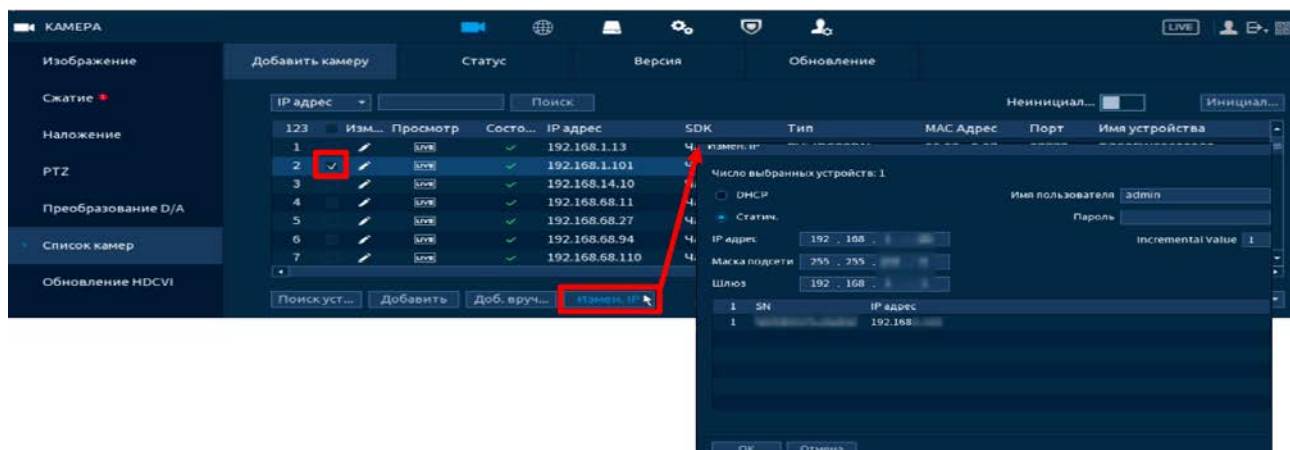 КАМЕРА LIVE
Изображение Добавить камеру Статус Версия Обновление
Сжатие IP адрес Поиск Неинициал... Инициал...
Наложение 123 Изм... Просмотр Состо... IP адрес SDK Тип MAC Адрес Порт Имя устройства
1 LIVE 192.168.1.13 Измен. IP
PTZ 2 LIVE 192.168.1.101 Число выбранных устройств: 1
3 LIVE 192.168.14.10 DHCP Имя пользователя admin
Преобразование D/A 4 LIVE 192.168.68.11
5 LIVE 192.168.68.27 Статич. Пароль
Список камер 6 LIVE 192.168.68.94 IP адрес 192 . 168 . Incremental Value 1
7 LIVE 192.168.68.110 Маска подсети 255 . 255 .
Обновление HDCVI Шлюз 192 . 168 .
Поиск уст... Добавить Доб. вруч... Измен. IP
1 SN IP адрес
1 192.168
OK Отмена